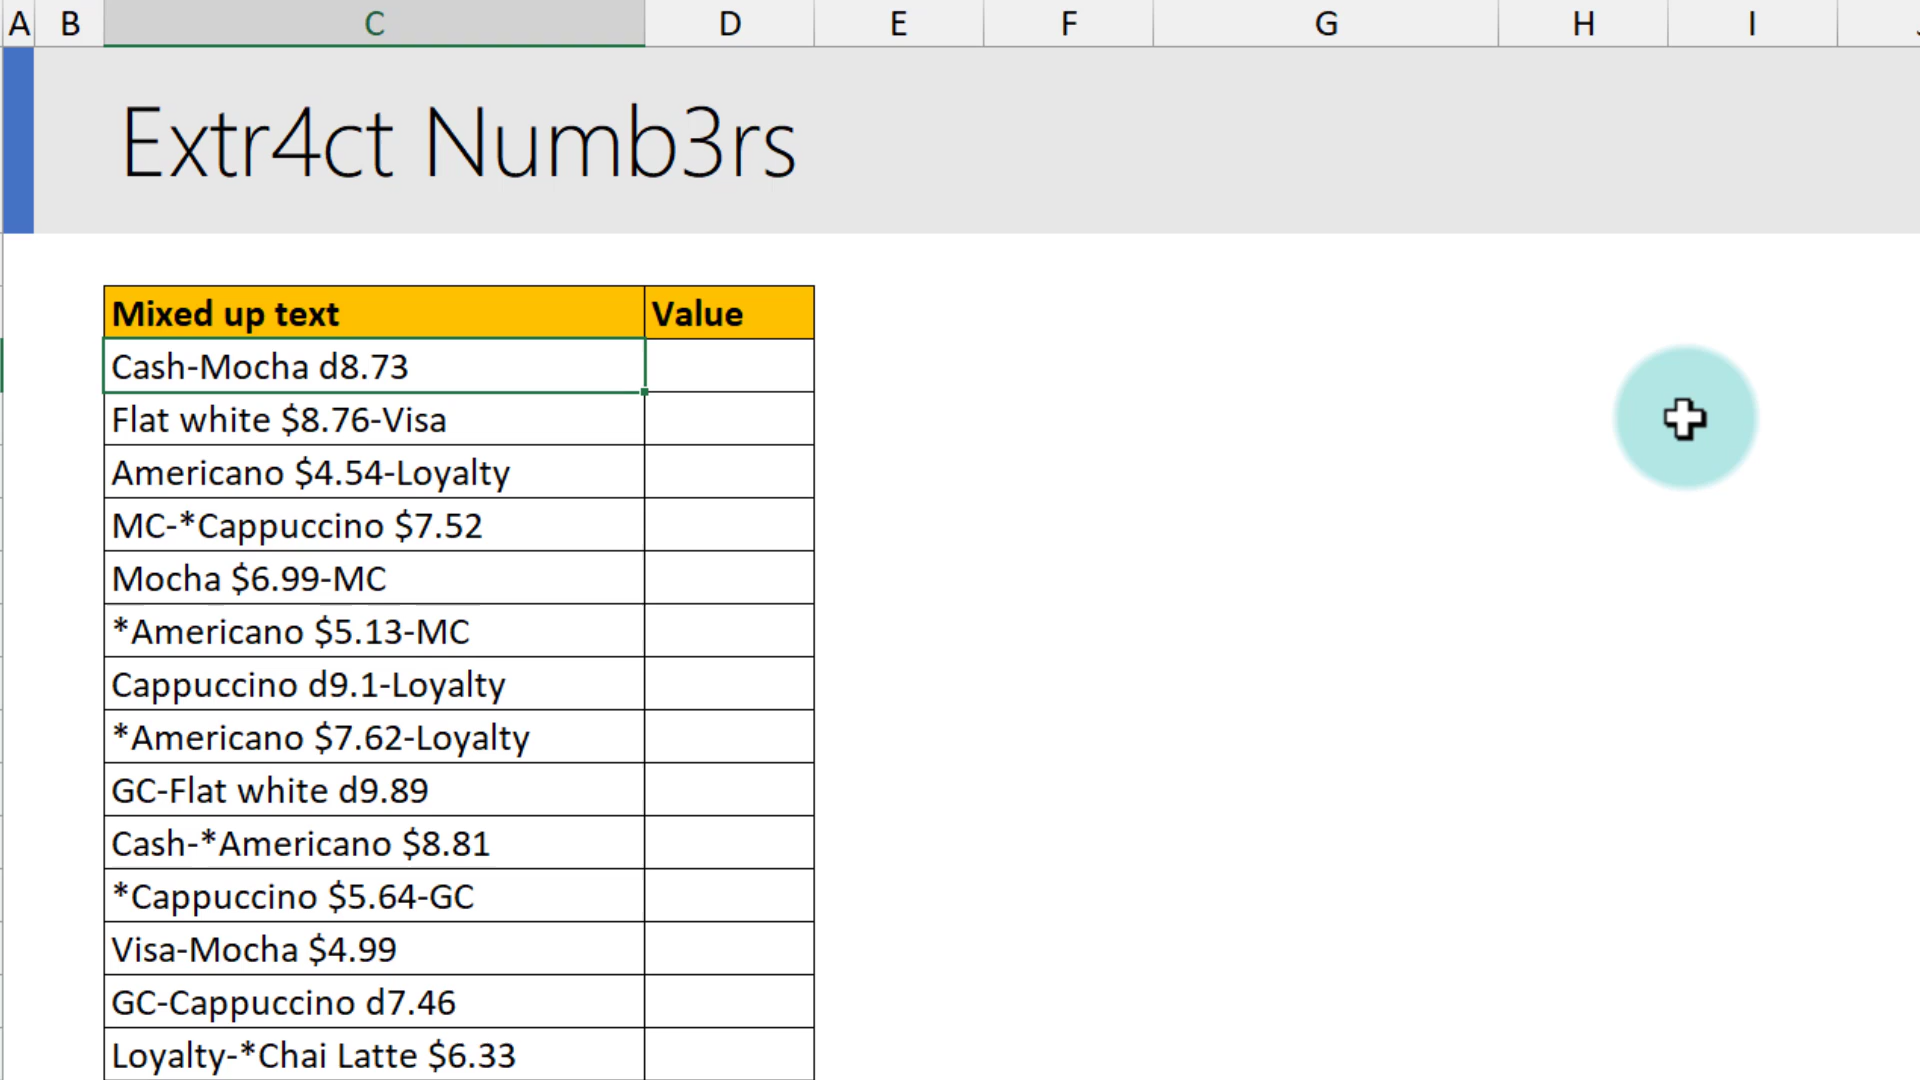 A B C D E F G H I
Extr4ct Numb3rs
Mixed up text Value
Cash-Mocha d8.73
Flat white $8.76-Visa
Americano $4.54-Loyalty
MC-*Cappuccino $7.52
Mocha $6.99-MC
*Americano $5.13-MC
Cappuccino d9.1-Loyalty
*Americano $7.62-Loyalty
GC-Flat white d9.89
Cash-*Americano $8.81
*Cappuccino $5.64-GC
Visa-Mocha $4.99
GC-Cappuccino d7.46
Loyalty-*Chai Latte $6.33